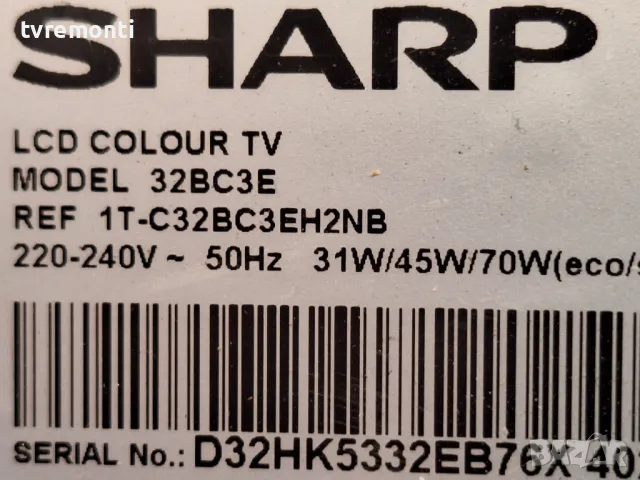 tvremonti
SHARP
LCD COLOUR TV
MODEL 32BC3E
REF 1T-C32BC3EH2NB
220-240V ~ 50Hz 31W/45W/70W(eco/
SERIAL No.: D32HK5332EB76X